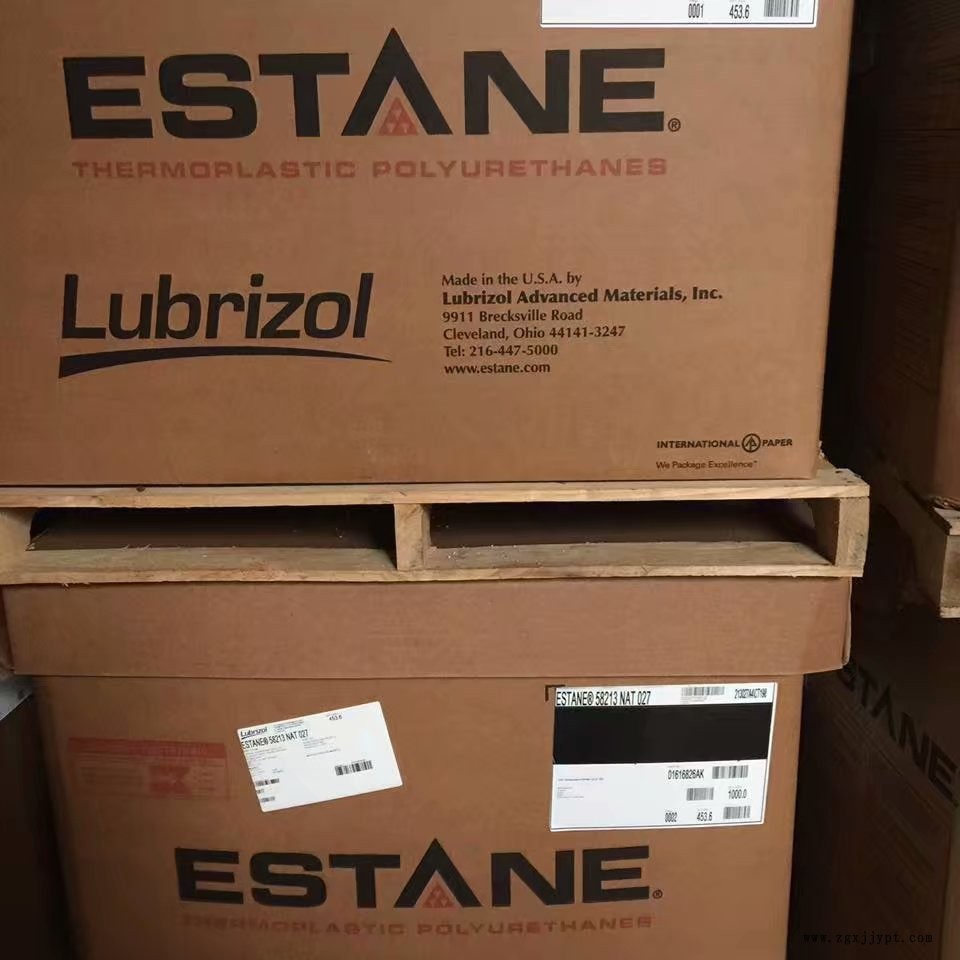 0001 453.6
ESTANE®
THERMOPLASTIC POLYURETHANES
Lubrizol
Made in the U.S.A. by
Lubrizol Advanced Materials, Inc.
9911 Brecksville Road
Cleveland, Ohio 44141-3247
Tel: 216-447-5000
www.estane.com
INTERNATIONAL PAPER
We Package Excellence™
Lubrizol
453.6
ESTANE® 58213 NAT 027
ESTANE® 58213 NAT 027
01616826AK
1000.0
0002 453.6
ESTANE®
THERMOPLASTIC POLYURETHANES
ESTANE
www.zgxjjypt.com